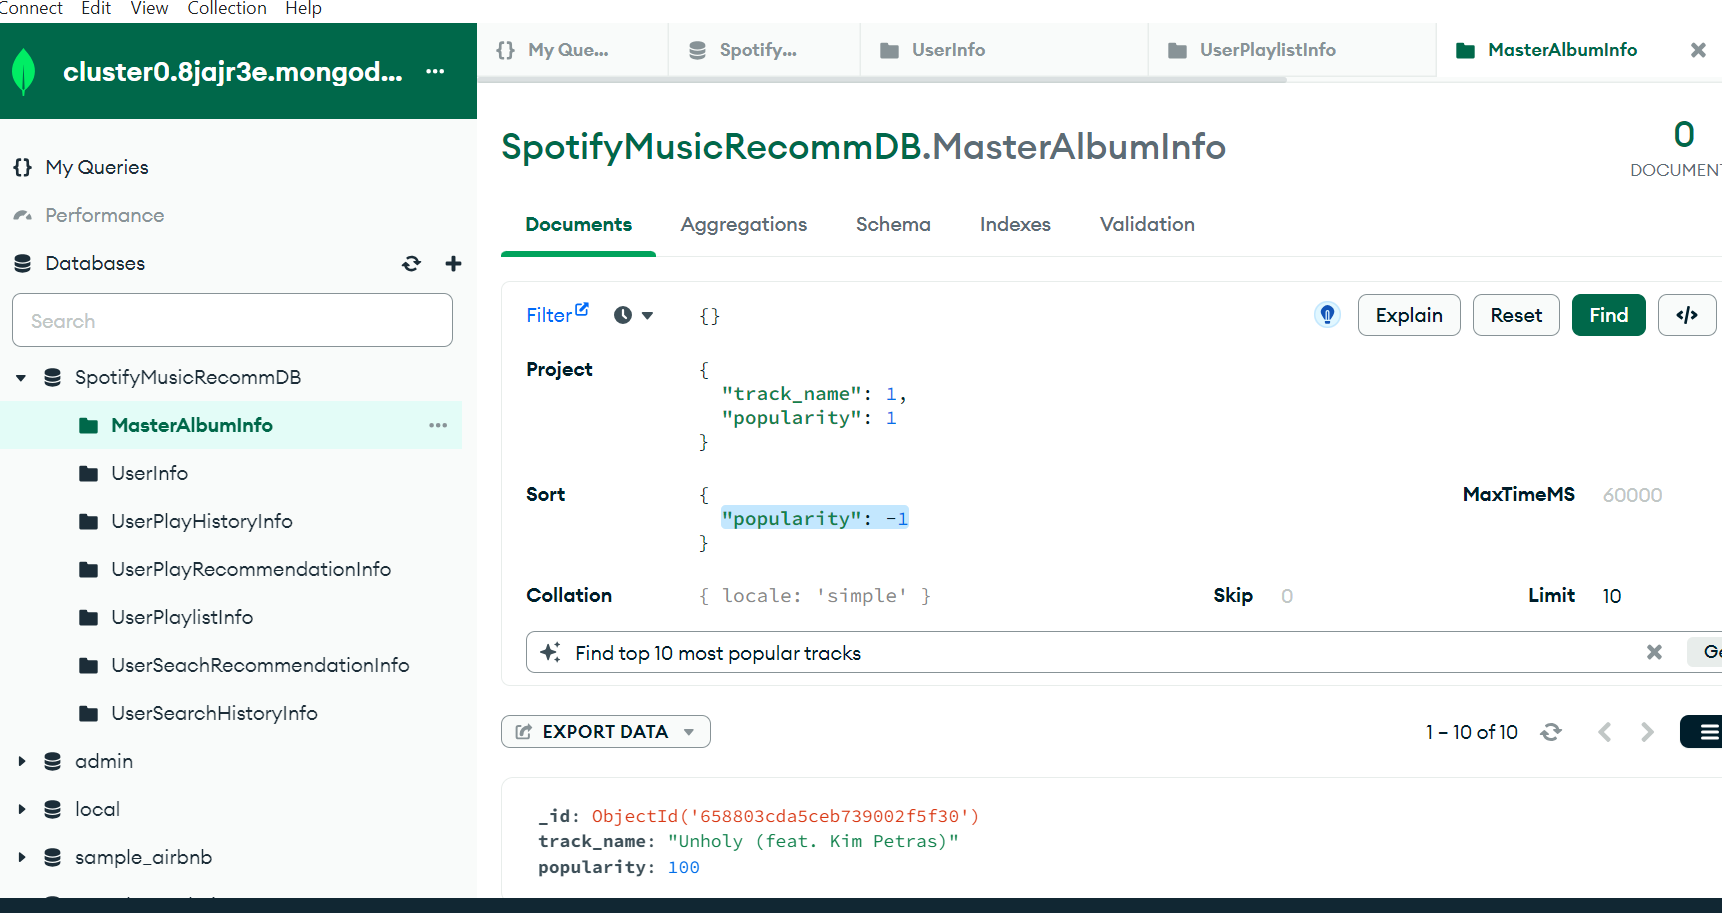 Connect Edit View Collection Help
cluster0.8jajr3e.mongod... ...
{} My Que... Spotify... UserInfo UserPlaylistInfo MasterAlbumInfo
SpotifyMusicRecommDB.MasterAlbumInfo
0
DOCUMENT
My Queries
Performance
Databases
Search
SpotifyMusicRecommDB
MasterAlbumInfo
UserInfo
UserPlayHistoryInfo
UserPlayRecommendationInfo
UserPlaylistInfo
UserSeachRecommendationInfo
UserSearchHistoryInfo
admin
local
sample_airbnb
Documents Aggregations Schema Indexes Validation
Filter {} Explain Reset Find </>
Project {
"track_name": 1,
"popularity": 1
}
Sort {
"popularity": -1
}
MaxTimeMS 60000
Collation { locale: 'simple' } Skip 0 Limit 10
Find top 10 most popular tracks Ge
EXPORT DATA 1 – 10 of 10
_id: ObjectId('658803cda5ceb739002f5f30')
track_name: "Unholy (feat. Kim Petras)"
popularity: 100